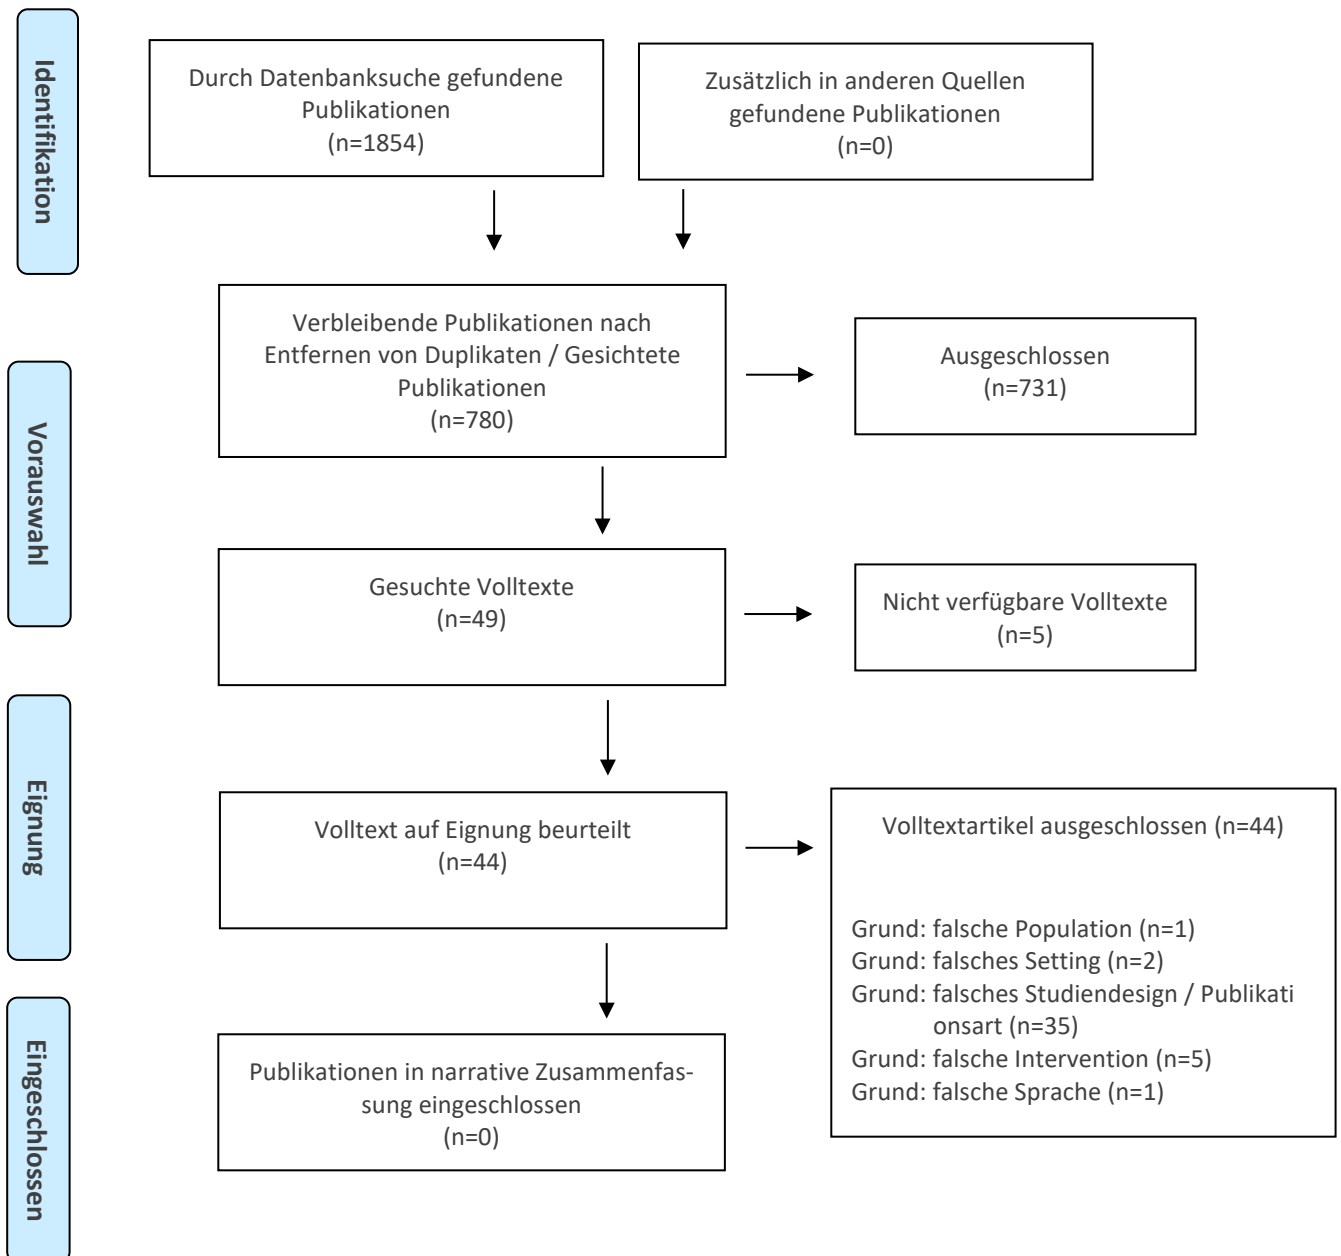 Identifikation
Durch Datenbanksuche gefundene
Publikationen
(n=1854)
Zusätzlich in anderen Quellen
gefundene Publikationen
(n=0)
Vorauswahl
Verbleibende Publikationen nach
Entfernen von Duplikaten / Gesichtete
Publikationen
(n=780)
Ausgeschlossen
(n=731)
Gesuchte Volltexte
(n=49)
Nicht verfügbare Volltexte
(n=5)
Eignung
Volltext auf Eignung beurteilt
(n=44)
Volltextartikel ausgeschlossen (n=44)
Grund: falsche Population (n=1)
Grund: falsches Setting (n=2)
Grund: falsches Studiendesign / Publikati
onsart (n=35)
Grund: falsche Intervention (n=5)
Grund: falsche Sprache (n=1)
Eingeschlossen
Publikationen in narrative Zusammenfas-
sung eingeschlossen
(n=0)